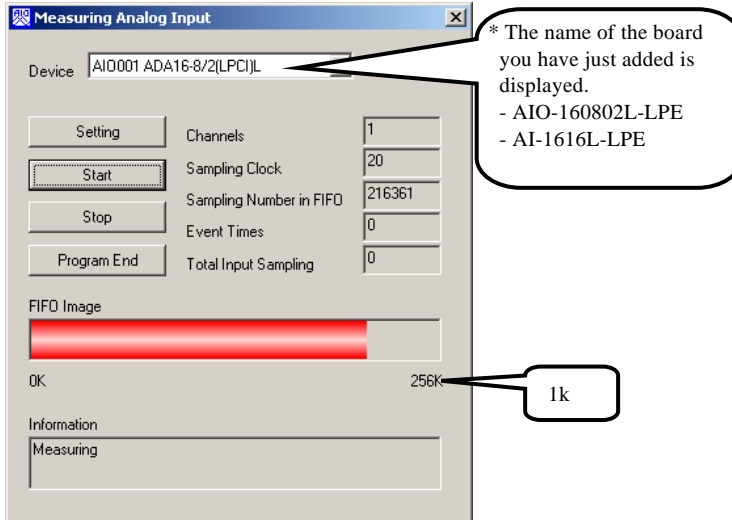 Measuring Analog Input
Device AIO001 ADA16-8/2(LPCI)L
* The name of the board
you have just added is
displayed.
- AIO-160802L-LPE
- AI-1616L-LPE
Setting
Start
Stop
Program End
Channels 1
Sampling Clock 20
Sampling Number in FIFO 216361
Event Times 0
Total Input Sampling 0
FIFO Image
0K 256K
1k
Information
Measuring